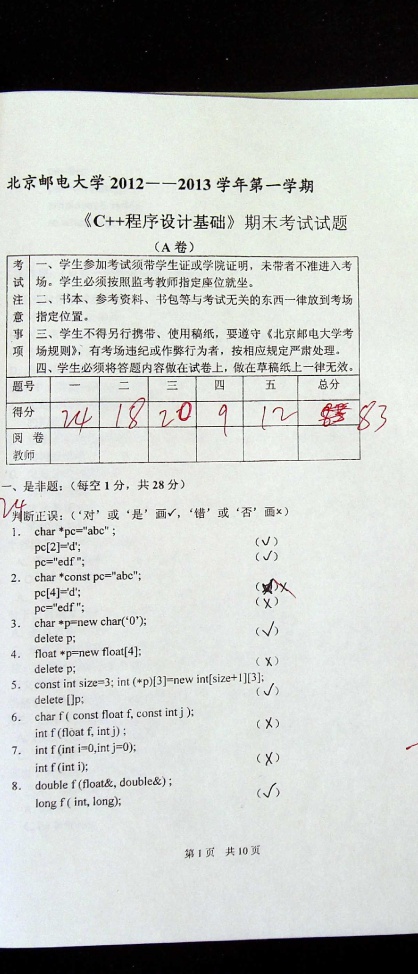 北京邮电大学 2012——2013 学年第一学期
《C++程序设计基础》期末考试试题
(A 卷)
考试注意事项
一、学生参加考试须带学生证或学院证明，未带者不准进入考
场。学生必须按照监考教师指定座位就坐。
二、书本、参考资料、书包等与考试无关的东西一律放到考场
指定位置。
三、学生不得另行携带、使用稿纸，要遵守《北京邮电大学考
场规则》，有考场违纪或作弊行为者，按相应规定严肃处理。
四、学生必须将答题内容做在试卷上，做在草稿纸上一律无效。
题号 一 二 三 四 五 总分
得分 24 18 20 9 12 83
阅 卷
教师
一、是非题：（每空 1 分，共 28 分）
24
判断正误：（‘对’或‘是’画✓，‘错’或‘否’画×）
1. char *pc="abc" ;
pc[2]='d'; (✓)
pc="edf "; (✓)
2. char *const pc="abc";
pc[4]='d'; ( ) x
pc="edf "; (x)
3. char *p=new char(‘0’);
delete p; (✓)
4. float *p=new float[4];
delete p; (x)
5. const int size=3; int (*p)[3]=new int[size+1][3];
delete []p; (✓)
6. char f ( const float f, const int j );
int f (float f, int j) ; (x)
7. int f (int i=0,int j=0);
int f (int i); (x)
8. double f (float&, double&) ;
long f ( int, long); (✓)
第 1 页 共 10 页